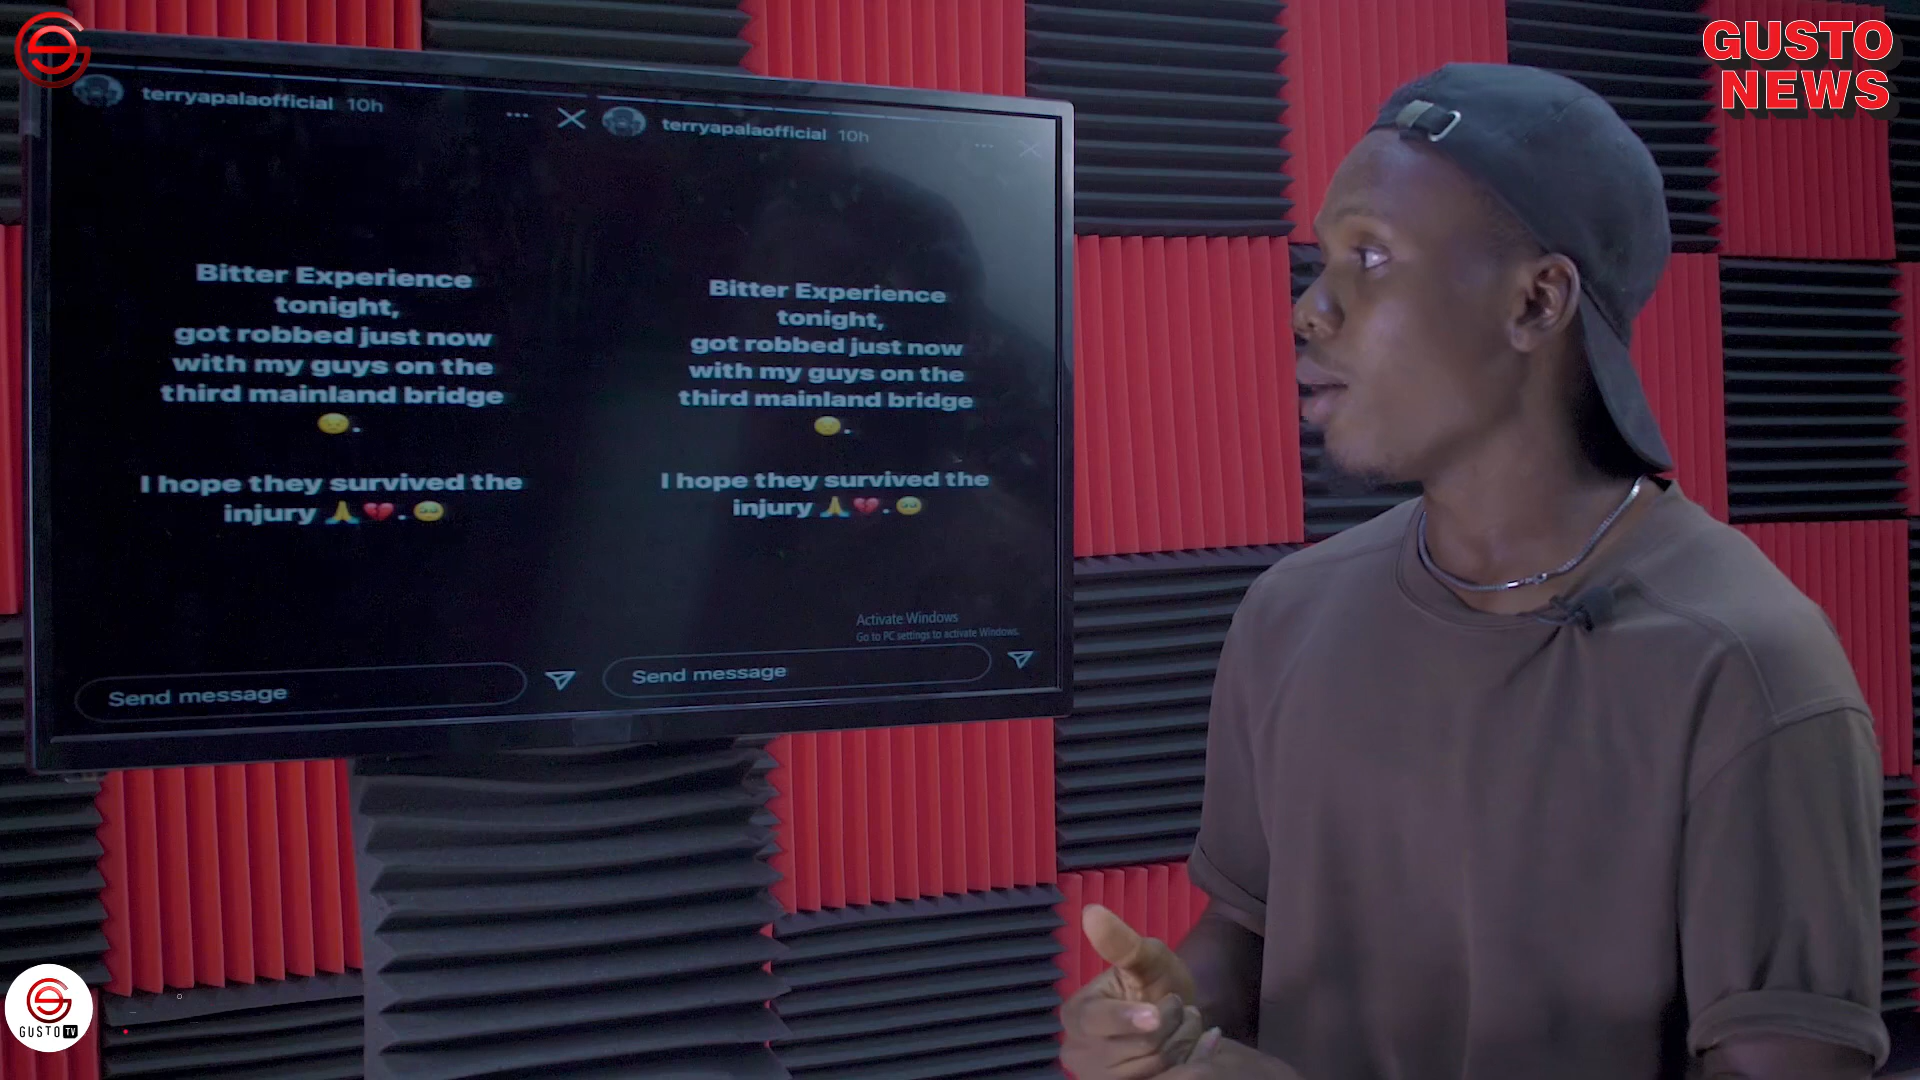 GUSTO
NEWS
terryapalaofficial 10h
Bitter Experience
tonight,
got robbed just now
with my guys on the
third mainland bridge
😔.
I hope they survived the
injury 🙏💔. 🥹
Send message
terryapalaofficial 10h
Bitter Experience
tonight,
got robbed just now
with my guys on the
third mainland bridge
😔.
I hope they survived the
injury 🙏💔. 🥹
Activate Windows
Go to PC settings to activate Windows.
Send message
GUSTO TV